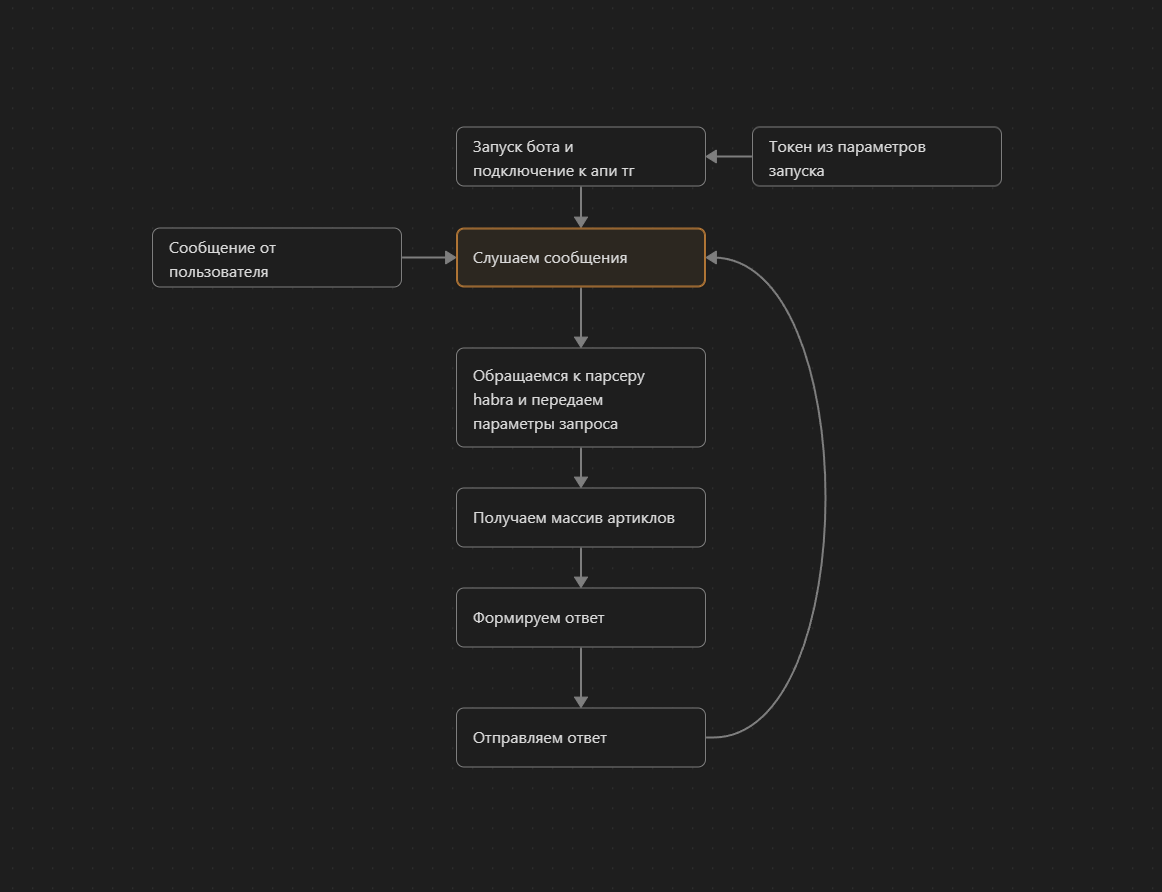 Запуск бота и
подключение к апи тг
Токен из параметров
запуска
Сообщение от
пользователя
Слушаем сообщения
Обращаемся к парсеру
habra и передаем
параметры запроса
Получаем массив артиклов
Формируем ответ
Отправляем ответ